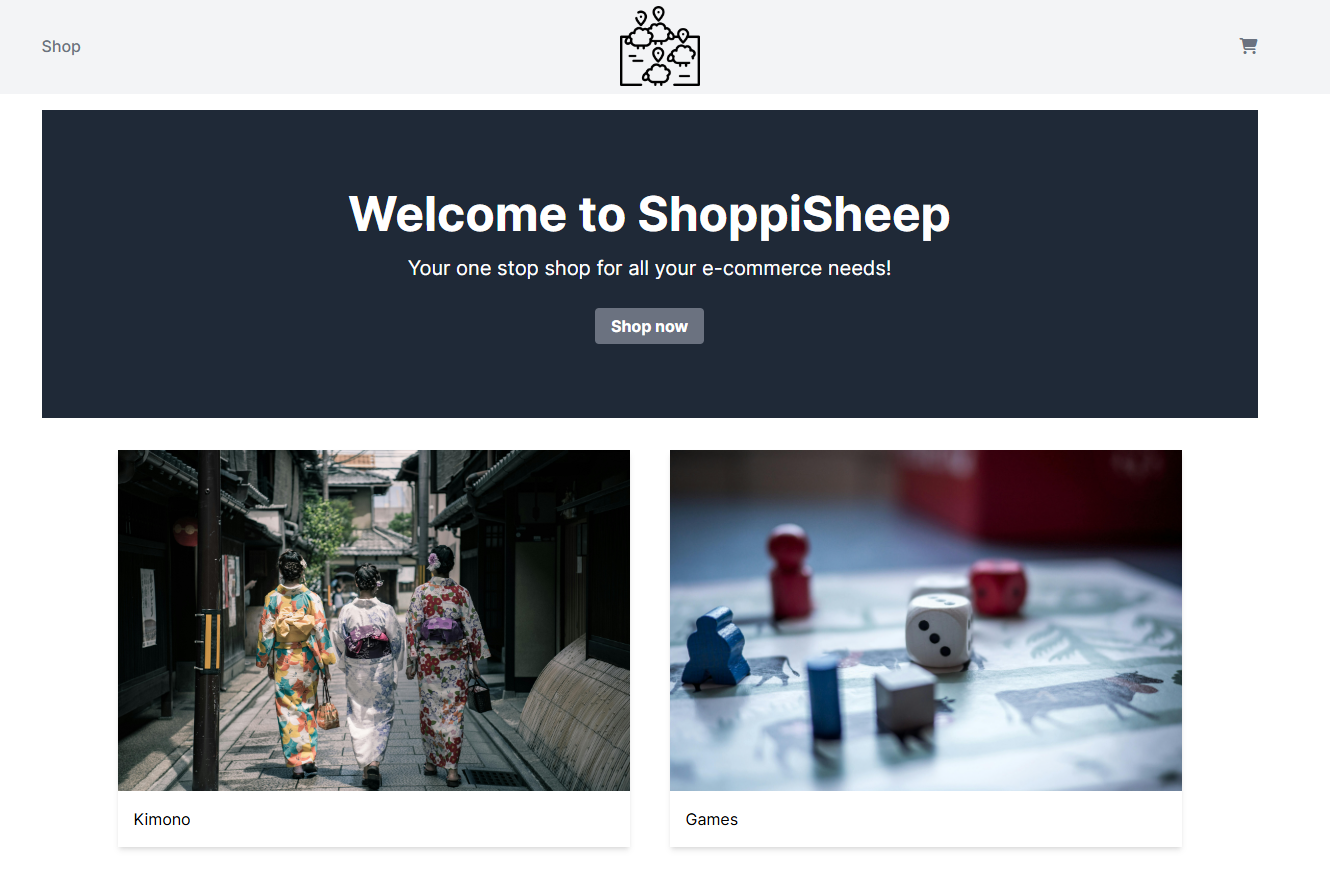 Shop
Welcome to ShoppiSheep
Your one stop shop for all your e-commerce needs!
Shop now
Kimono
Games